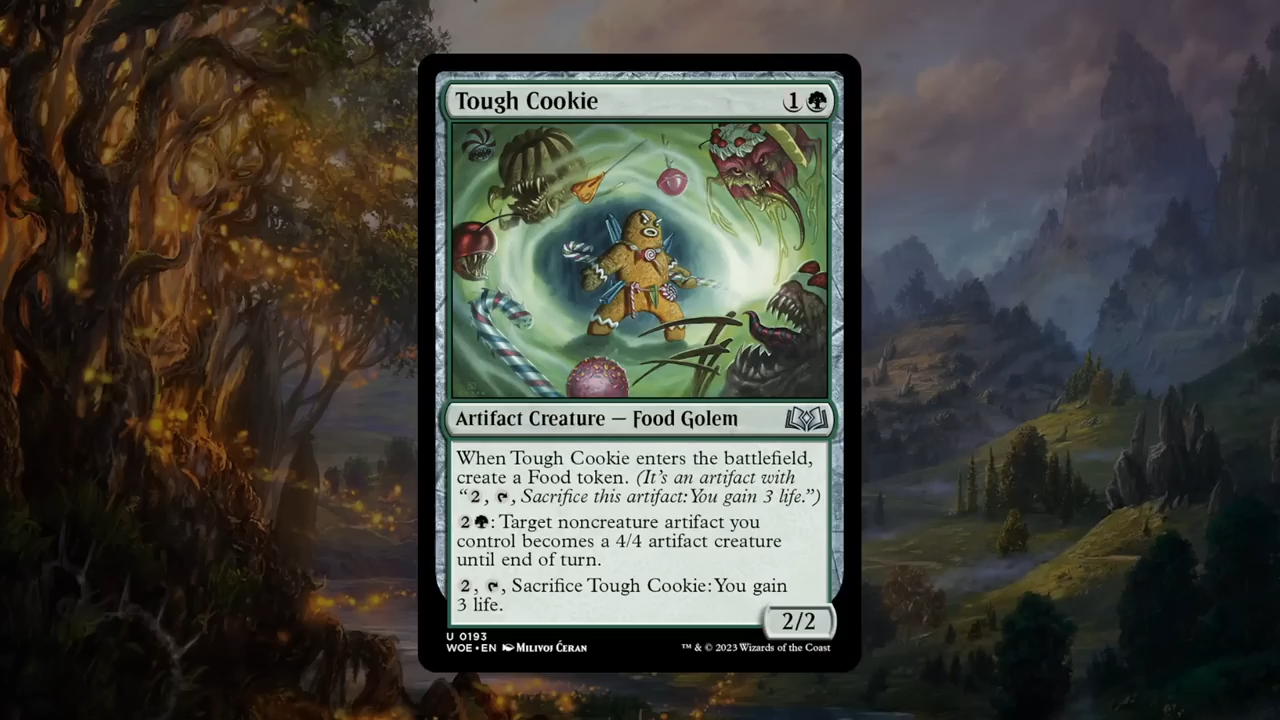 Tough Cookie 1
Artifact Creature — Food Golem
When Tough Cookie enters the battlefield,
create a Food token. (It's an artifact with
“2, , Sacrifice this artifact: You gain 3 life.”)
2 : Target noncreature artifact you
control becomes a 4/4 artifact creature
until end of turn.
2, , Sacrifice Tough Cookie: You gain
3 life.
2/2
U 0193
WOE • EN Milivoj Ćeran ™ & © 2023 Wizards of the Coast